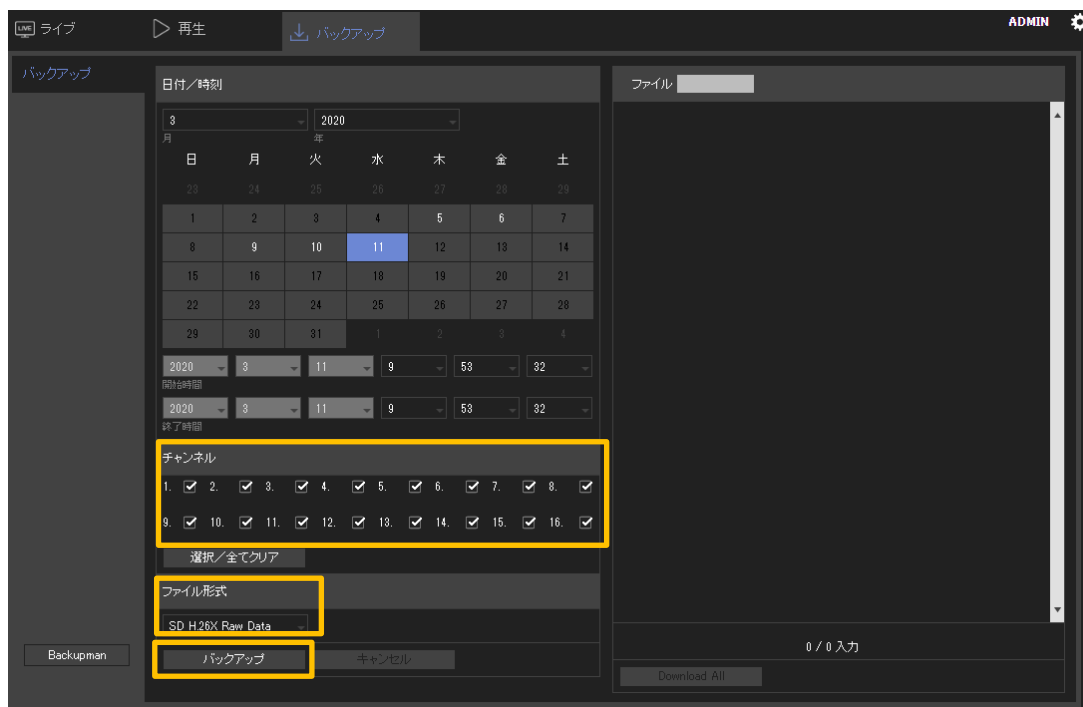 LIVE ライブ 再生 バックアップ ADMIN
バックアップ
日付／時刻
3 2020
月 年
日 月 火 水 木 金 土
23 24 25 26 27 28 29
1 2 3 4 5 6 7
8 9 10 11 12 13 14
15 16 17 18 19 20 21
22 23 24 25 26 27 28
29 30 31 1 2 3 4
2020 3 11 9 53 32
開始時間
2020 3 11 9 53 32
終了時間
チャンネル
1. 2. 3. 4. 5. 6. 7. 8.
9. 10. 11. 12. 13. 14. 15. 16.
選択／全てクリア
ファイル形式
SD H.26X Raw Data
バックアップ キャンセル
Backupman
ファイル
0 / 0 入力
Download All